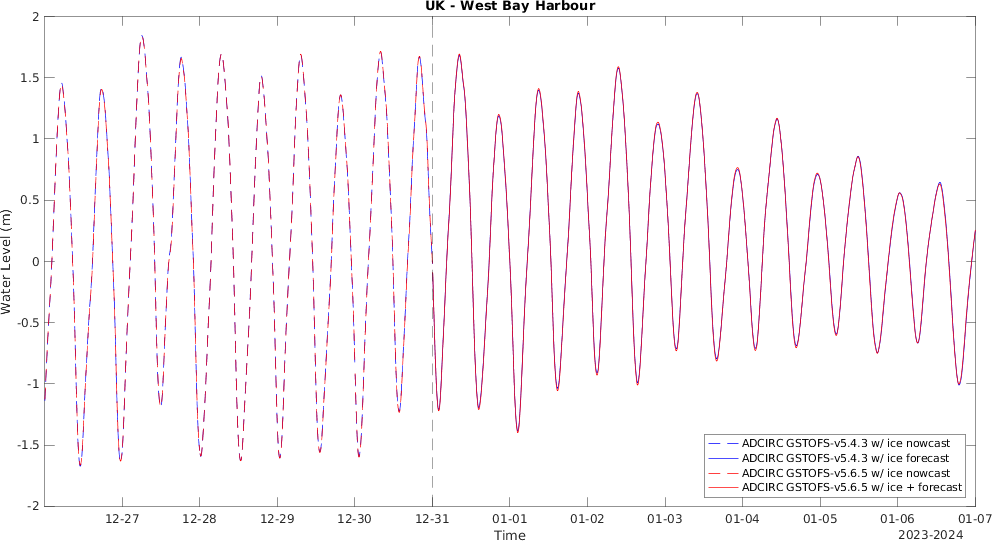 UK - West Bay Harbour
2
1.5
1
0.5
0
-0.5
-1
-1.5
-2
Water Level (m)
ADCIRC GSTOFS-v5.4.3 w/ ice nowcast
ADCIRC GSTOFS-v5.4.3 w/ ice forecast
ADCIRC GSTOFS-v5.6.5 w/ ice nowcast
ADCIRC GSTOFS-v5.6.5 w/ ice + forecast
12-27 12-28 12-29 12-30 12-31 01-01 01-02 01-03 01-04 01-05 01-06 01-07
Time
2023-2024